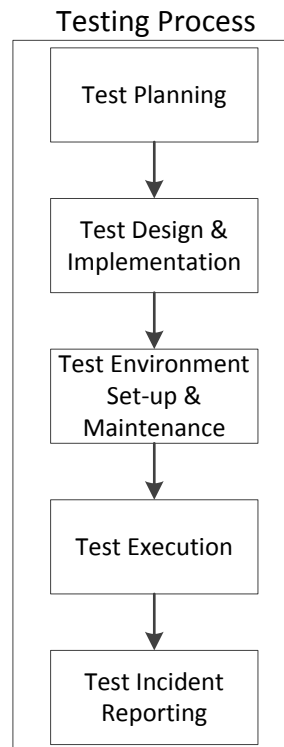 Testing Process
Test Planning
Test Design &
Implementation
Test Environment
Set-up &
Maintenance
Test Execution
Test Incident
Reporting